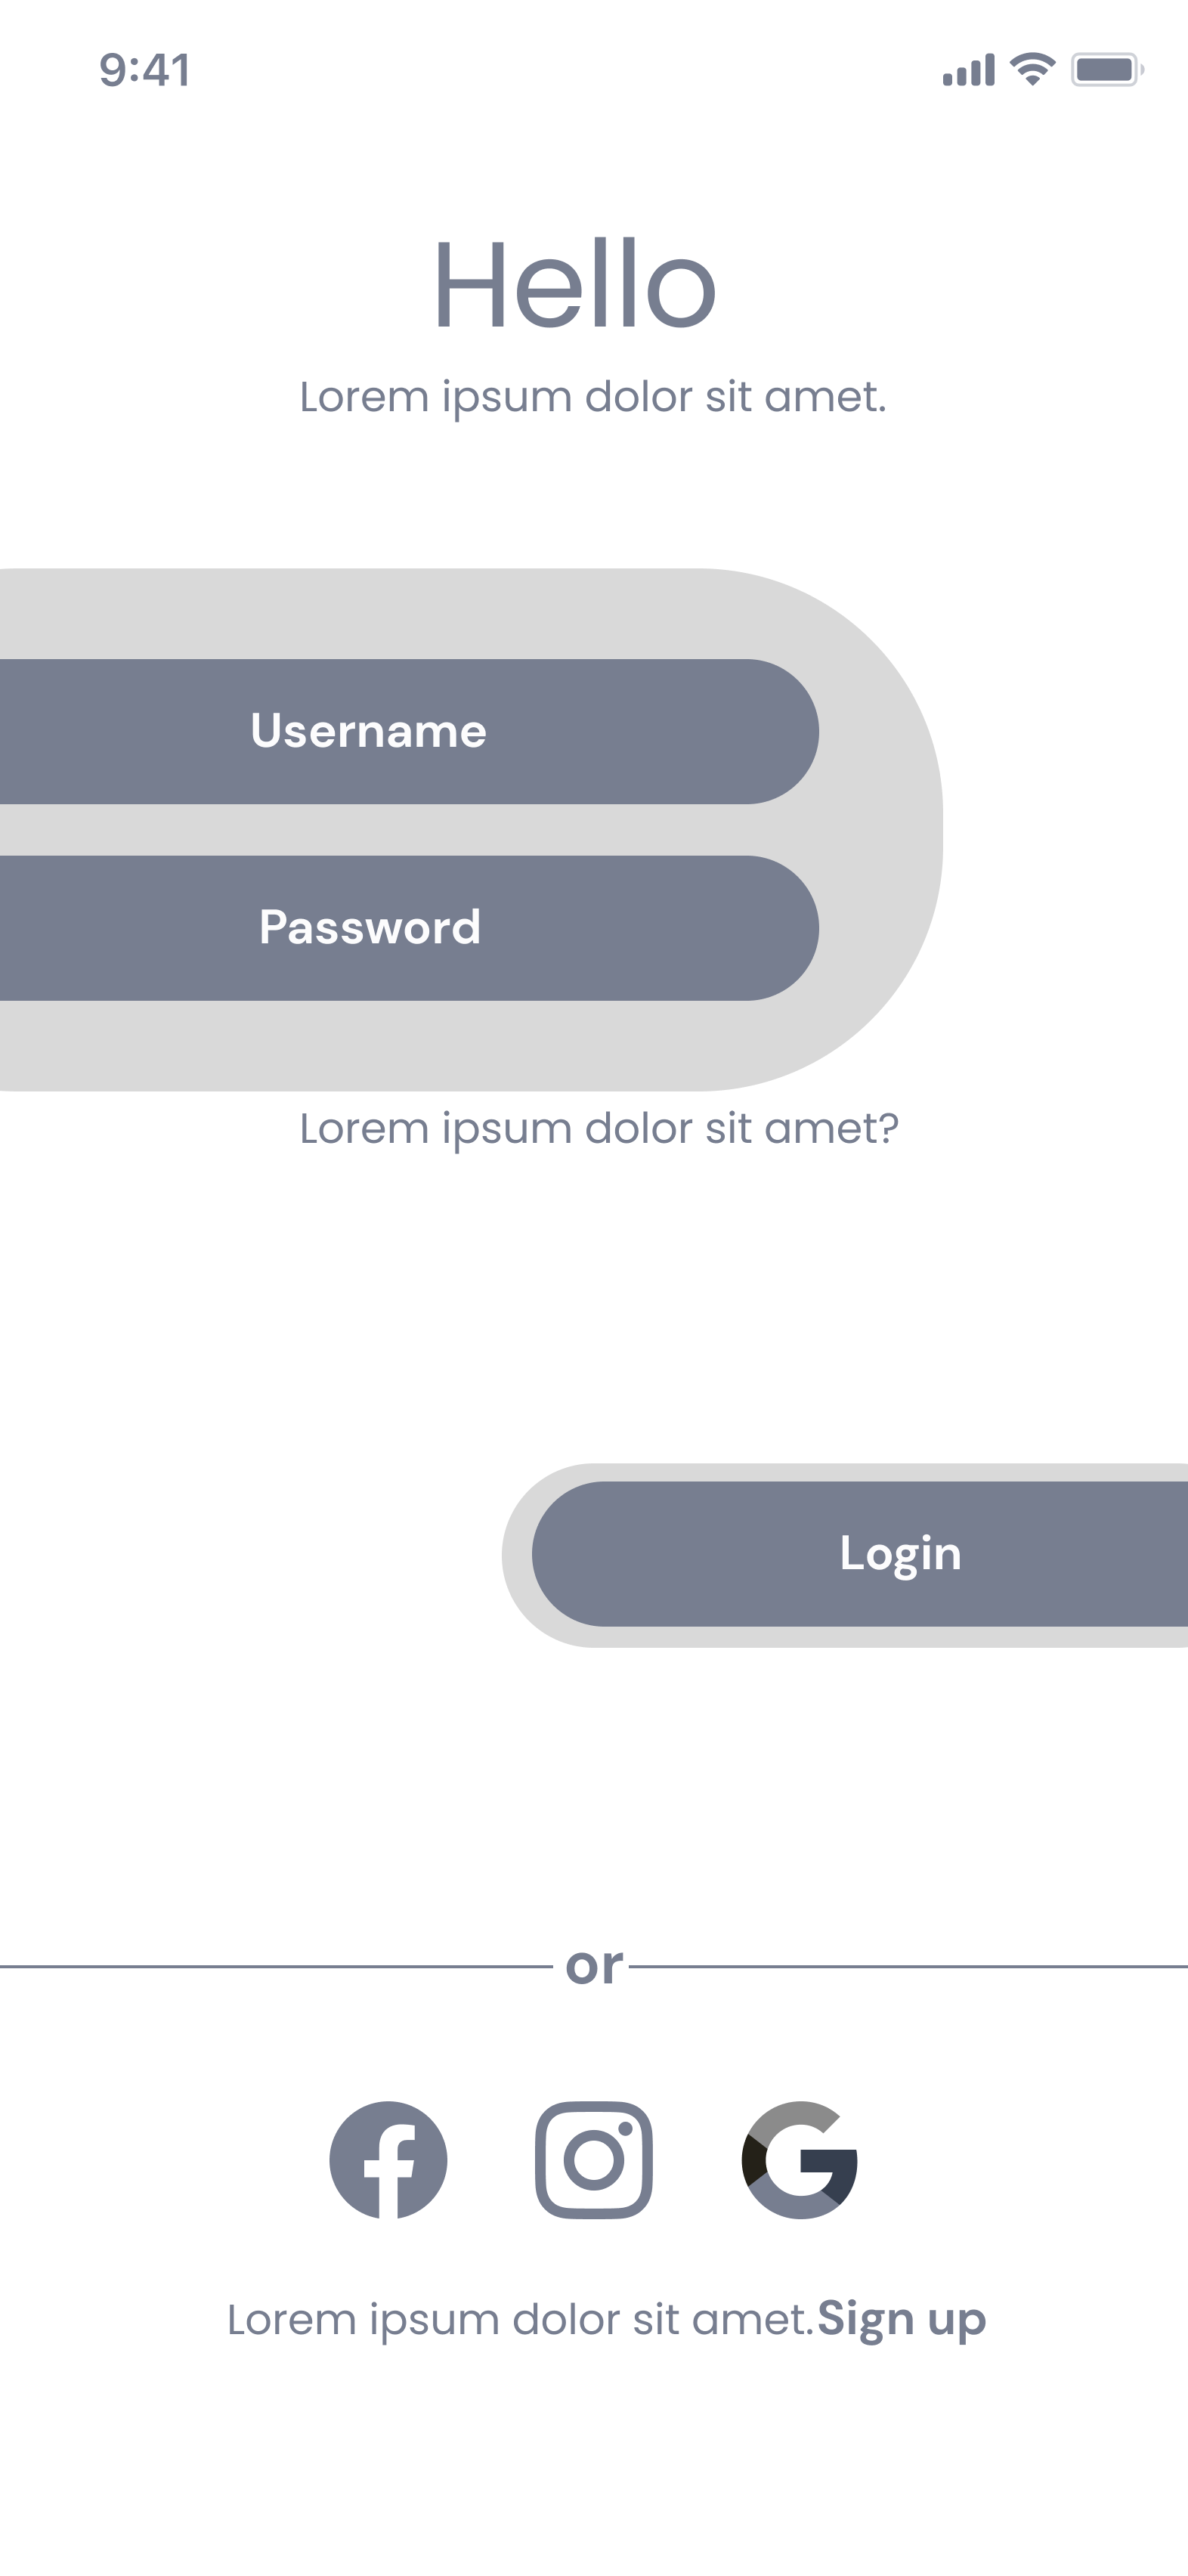 9:41
Hello
Lorem ipsum dolor sit amet.
Username
Password
Lorem ipsum dolor sit amet?
Login
or
Lorem ipsum dolor sit amet. Sign up